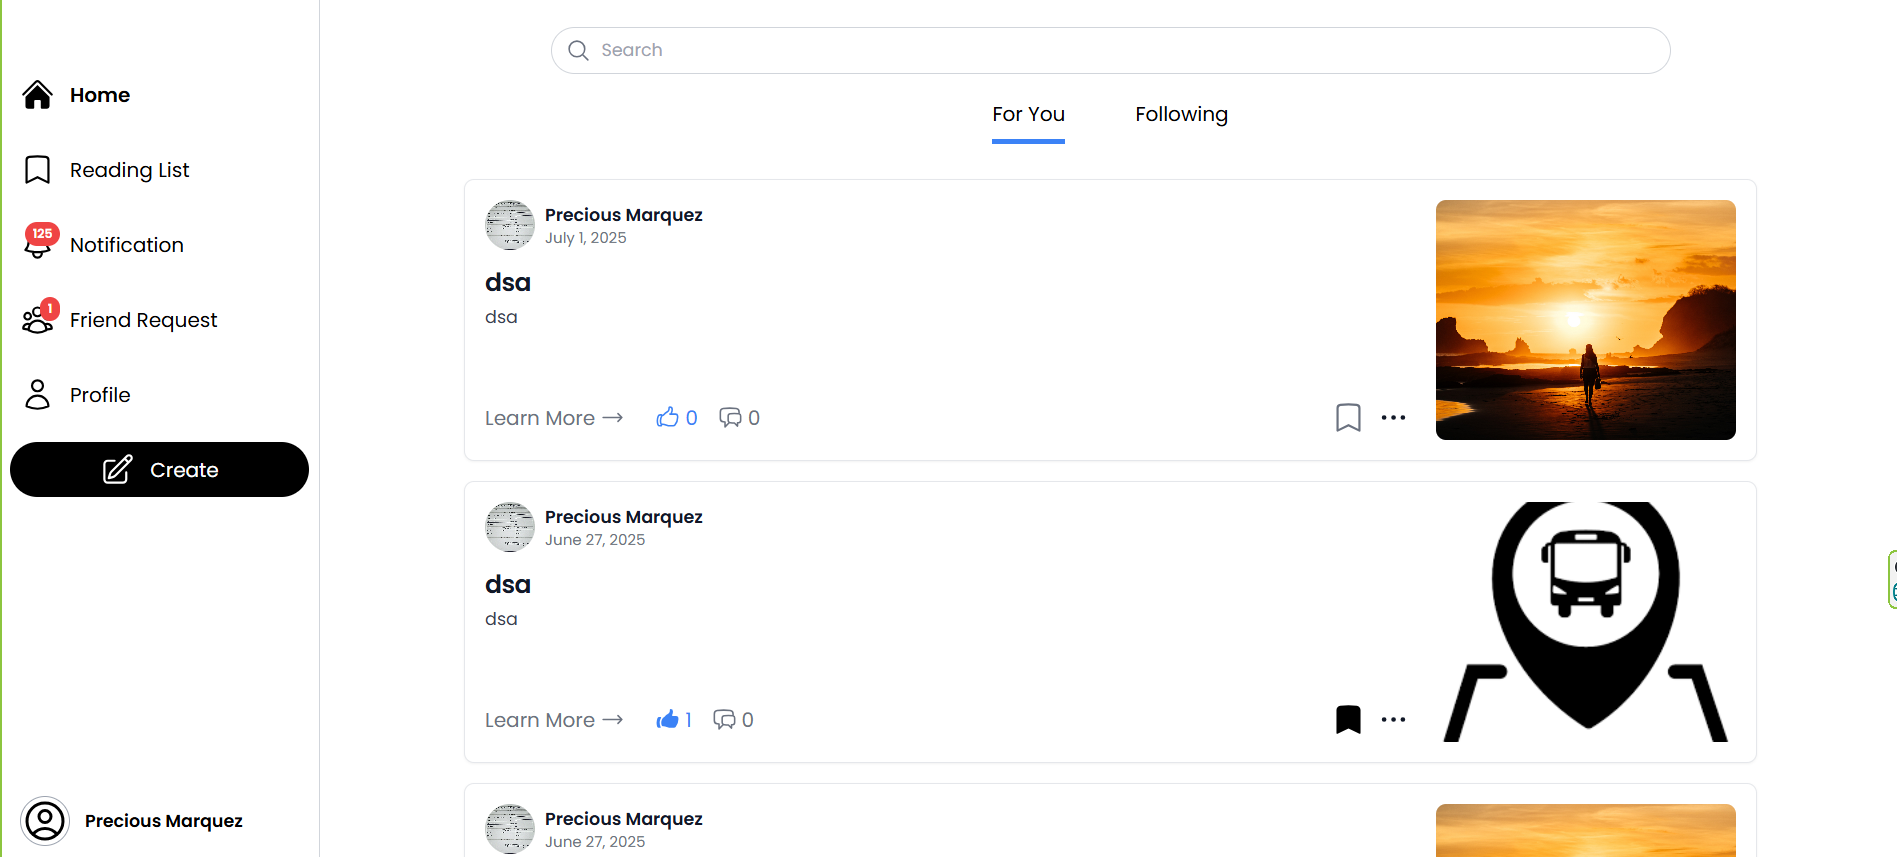 Home
Reading List
125
Notification
1
Friend Request
Profile
Create
Precious Marquez
Search
For You
Following
Precious Marquez
July 1, 2025
dsa
dsa
Learn More →
0
0
Precious Marquez
June 27, 2025
dsa
dsa
Learn More →
1
0
Precious Marquez
June 27, 2025